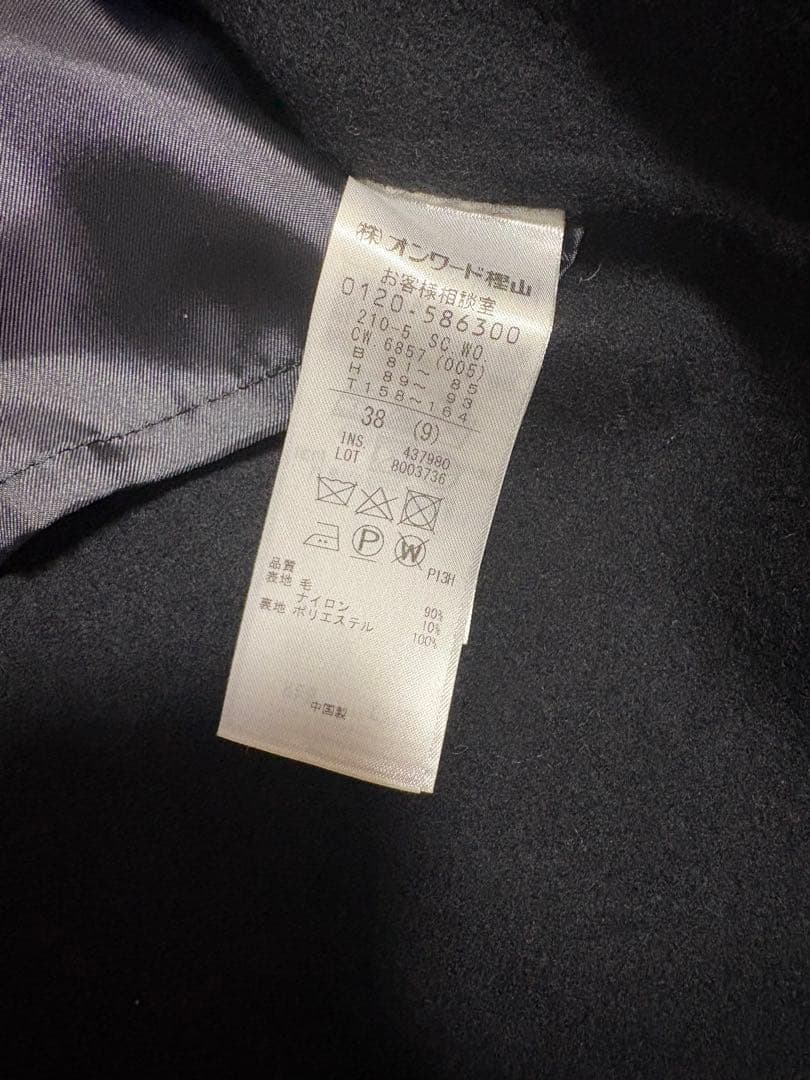 (株)オンワード樫山
お客様相談室
0120-586300
210-5 SC WO
CW 6857 (005)
B 81～ 85
H 89～ 93
T158～164
38 (9)
INS 437980
LOT 8003736
P
W
P13H
品質
表地 毛 90%
ナイロン 10%
裏地 ポリエステル 100%
中国製